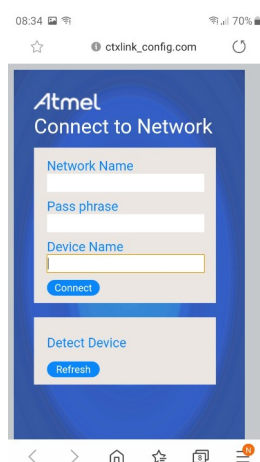 08:34 70%
ctxlink_config.com
Atmel
Connect to Network
Network Name
Pass phrase
Device Name
Connect
Detect Device
Refresh
8 N